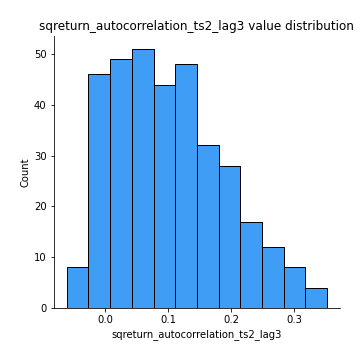 sqreturn_autocorrelation_ts2_lag3 value distribution
50
40
30
20
10
0
Count
0.0 0.1 0.2 0.3
sqreturn_autocorrelation_ts2_lag3